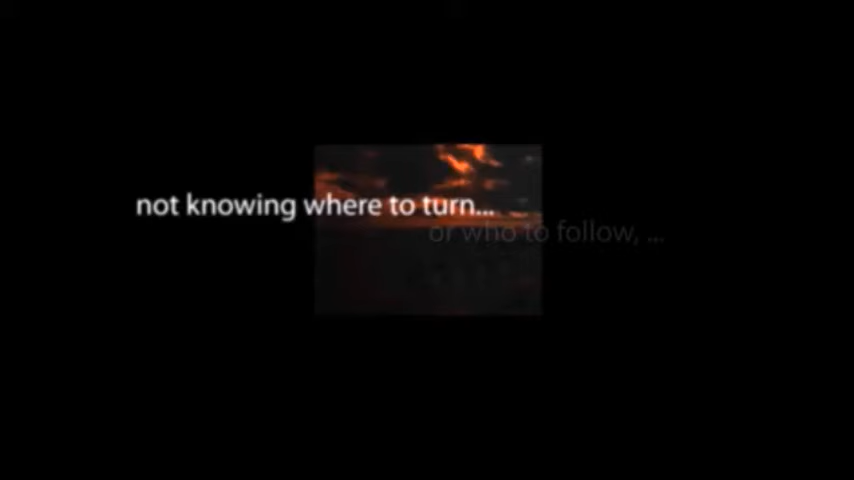 not knowing where to turn...
or who to follow, ...